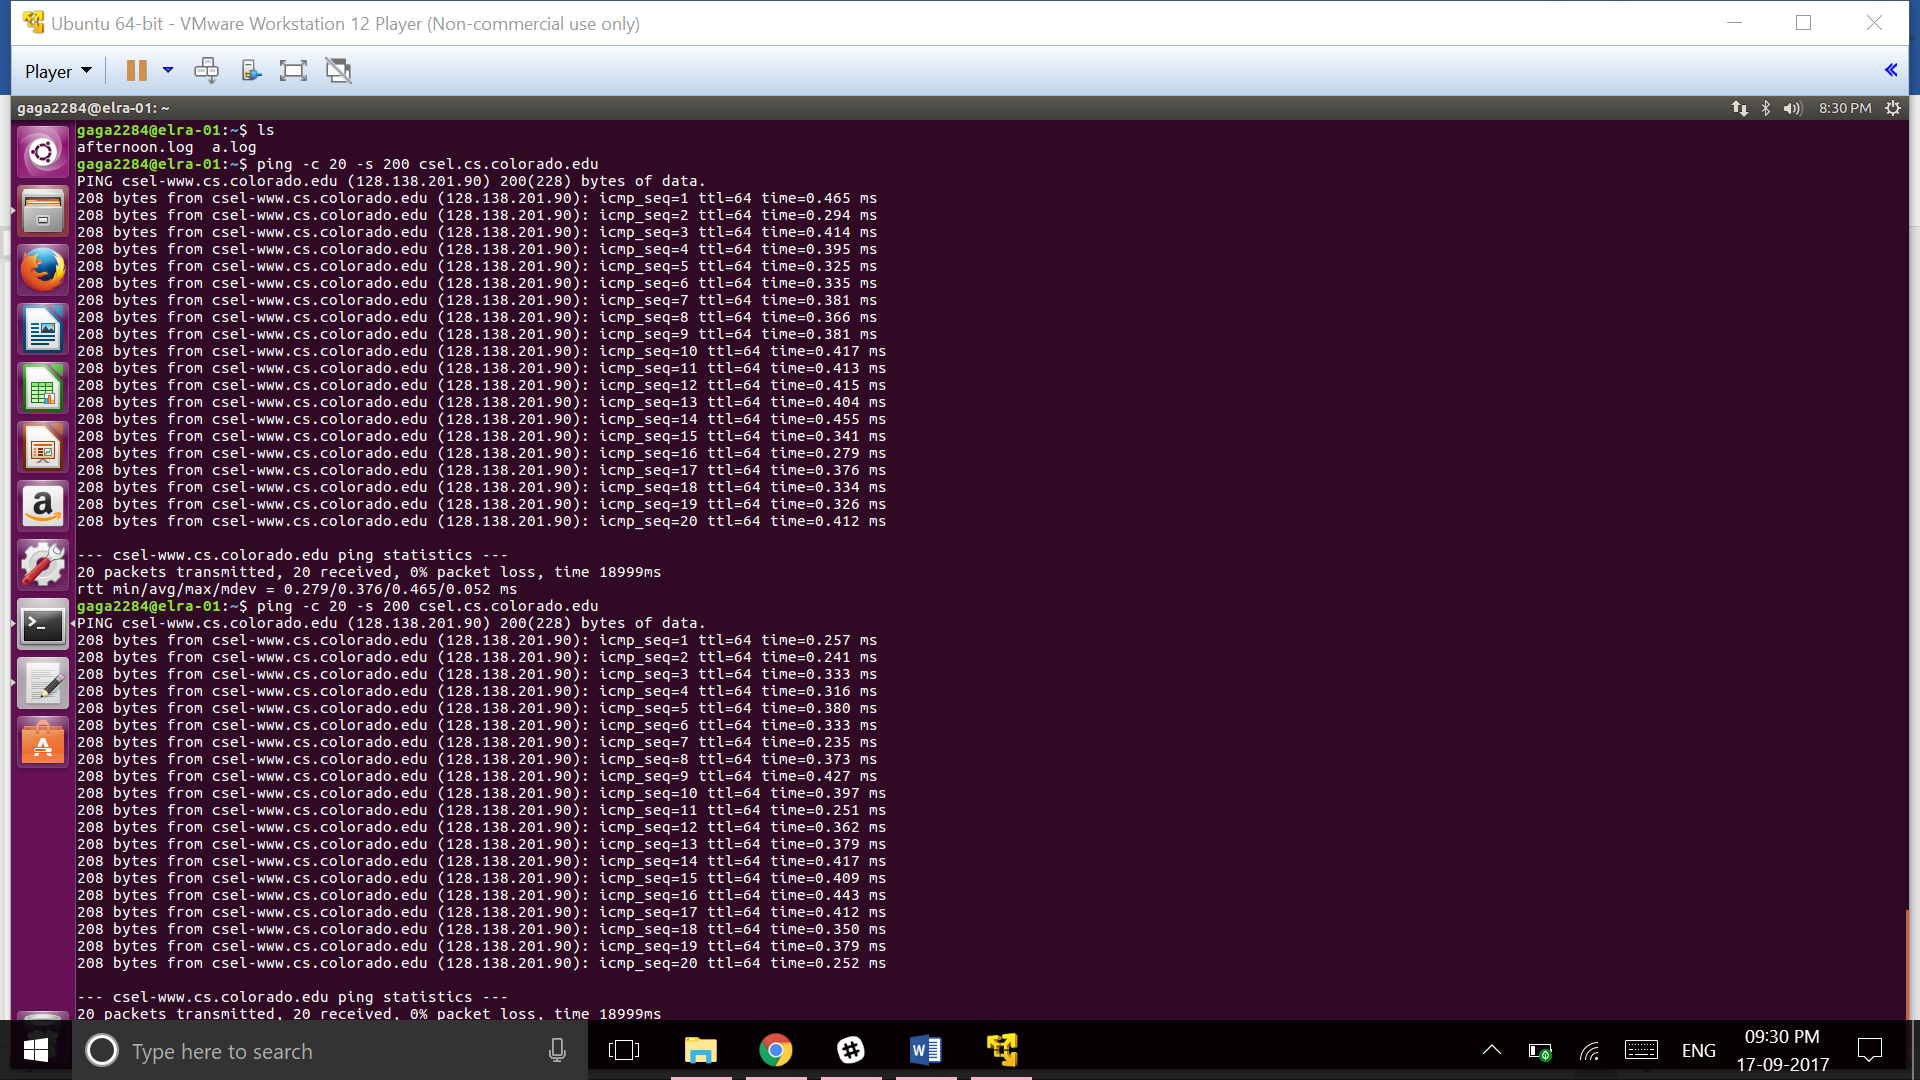 Ubuntu 64-bit - VMware Workstation 12 Player (Non-commercial use only)
Player
gaga2284@elra-01: ~
8:30 PM
gaga2284@elra-01:~$ ls
afternoon.log  a.log
gaga2284@elra-01:~$ ping -c 20 -s 200 csel.cs.colorado.edu
PING csel-www.cs.colorado.edu (128.138.201.90) 200(228) bytes of data.
208 bytes from csel-www.cs.colorado.edu (128.138.201.90): icmp_seq=1 ttl=64 time=0.465 ms
208 bytes from csel-www.cs.colorado.edu (128.138.201.90): icmp_seq=2 ttl=64 time=0.294 ms
208 bytes from csel-www.cs.colorado.edu (128.138.201.90): icmp_seq=3 ttl=64 time=0.414 ms
208 bytes from csel-www.cs.colorado.edu (128.138.201.90): icmp_seq=4 ttl=64 time=0.395 ms
208 bytes from csel-www.cs.colorado.edu (128.138.201.90): icmp_seq=5 ttl=64 time=0.325 ms
208 bytes from csel-www.cs.colorado.edu (128.138.201.90): icmp_seq=6 ttl=64 time=0.335 ms
208 bytes from csel-www.cs.colorado.edu (128.138.201.90): icmp_seq=7 ttl=64 time=0.381 ms
208 bytes from csel-www.cs.colorado.edu (128.138.201.90): icmp_seq=8 ttl=64 time=0.366 ms
208 bytes from csel-www.cs.colorado.edu (128.138.201.90): icmp_seq=9 ttl=64 time=0.381 ms
208 bytes from csel-www.cs.colorado.edu (128.138.201.90): icmp_seq=10 ttl=64 time=0.417 ms
208 bytes from csel-www.cs.colorado.edu (128.138.201.90): icmp_seq=11 ttl=64 time=0.413 ms
208 bytes from csel-www.cs.colorado.edu (128.138.201.90): icmp_seq=12 ttl=64 time=0.415 ms
208 bytes from csel-www.cs.colorado.edu (128.138.201.90): icmp_seq=13 ttl=64 time=0.404 ms
208 bytes from csel-www.cs.colorado.edu (128.138.201.90): icmp_seq=14 ttl=64 time=0.455 ms
208 bytes from csel-www.cs.colorado.edu (128.138.201.90): icmp_seq=15 ttl=64 time=0.341 ms
208 bytes from csel-www.cs.colorado.edu (128.138.201.90): icmp_seq=16 ttl=64 time=0.279 ms
208 bytes from csel-www.cs.colorado.edu (128.138.201.90): icmp_seq=17 ttl=64 time=0.376 ms
208 bytes from csel-www.cs.colorado.edu (128.138.201.90): icmp_seq=18 ttl=64 time=0.334 ms
208 bytes from csel-www.cs.colorado.edu (128.138.201.90): icmp_seq=19 ttl=64 time=0.326 ms
208 bytes from csel-www.cs.colorado.edu (128.138.201.90): icmp_seq=20 ttl=64 time=0.412 ms
--- csel-www.cs.colorado.edu ping statistics ---
20 packets transmitted, 20 received, 0% packet loss, time 18999ms
rtt min/avg/max/mdev = 0.279/0.376/0.465/0.052 ms
gaga2284@elra-01:~$ ping -c 20 -s 200 csel.cs.colorado.edu
PING csel-www.cs.colorado.edu (128.138.201.90) 200(228) bytes of data.
208 bytes from csel-www.cs.colorado.edu (128.138.201.90): icmp_seq=1 ttl=64 time=0.257 ms
208 bytes from csel-www.cs.colorado.edu (128.138.201.90): icmp_seq=2 ttl=64 time=0.241 ms
208 bytes from csel-www.cs.colorado.edu (128.138.201.90): icmp_seq=3 ttl=64 time=0.333 ms
208 bytes from csel-www.cs.colorado.edu (128.138.201.90): icmp_seq=4 ttl=64 time=0.316 ms
208 bytes from csel-www.cs.colorado.edu (128.138.201.90): icmp_seq=5 ttl=64 time=0.380 ms
208 bytes from csel-www.cs.colorado.edu (128.138.201.90): icmp_seq=6 ttl=64 time=0.333 ms
208 bytes from csel-www.cs.colorado.edu (128.138.201.90): icmp_seq=7 ttl=64 time=0.235 ms
208 bytes from csel-www.cs.colorado.edu (128.138.201.90): icmp_seq=8 ttl=64 time=0.373 ms
208 bytes from csel-www.cs.colorado.edu (128.138.201.90): icmp_seq=9 ttl=64 time=0.427 ms
208 bytes from csel-www.cs.colorado.edu (128.138.201.90): icmp_seq=10 ttl=64 time=0.397 ms
208 bytes from csel-www.cs.colorado.edu (128.138.201.90): icmp_seq=11 ttl=64 time=0.251 ms
208 bytes from csel-www.cs.colorado.edu (128.138.201.90): icmp_seq=12 ttl=64 time=0.362 ms
208 bytes from csel-www.cs.colorado.edu (128.138.201.90): icmp_seq=13 ttl=64 time=0.379 ms
208 bytes from csel-www.cs.colorado.edu (128.138.201.90): icmp_seq=14 ttl=64 time=0.417 ms
208 bytes from csel-www.cs.colorado.edu (128.138.201.90): icmp_seq=15 ttl=64 time=0.409 ms
208 bytes from csel-www.cs.colorado.edu (128.138.201.90): icmp_seq=16 ttl=64 time=0.443 ms
208 bytes from csel-www.cs.colorado.edu (128.138.201.90): icmp_seq=17 ttl=64 time=0.412 ms
208 bytes from csel-www.cs.colorado.edu (128.138.201.90): icmp_seq=18 ttl=64 time=0.350 ms
208 bytes from csel-www.cs.colorado.edu (128.138.201.90): icmp_seq=19 ttl=64 time=0.379 ms
208 bytes from csel-www.cs.colorado.edu (128.138.201.90): icmp_seq=20 ttl=64 time=0.252 ms
--- csel-www.cs.colorado.edu ping statistics ---
20 packets transmitted, 20 received, 0% packet loss, time 18999ms
Type here to search
ENG
09:30 PM
17-09-2017